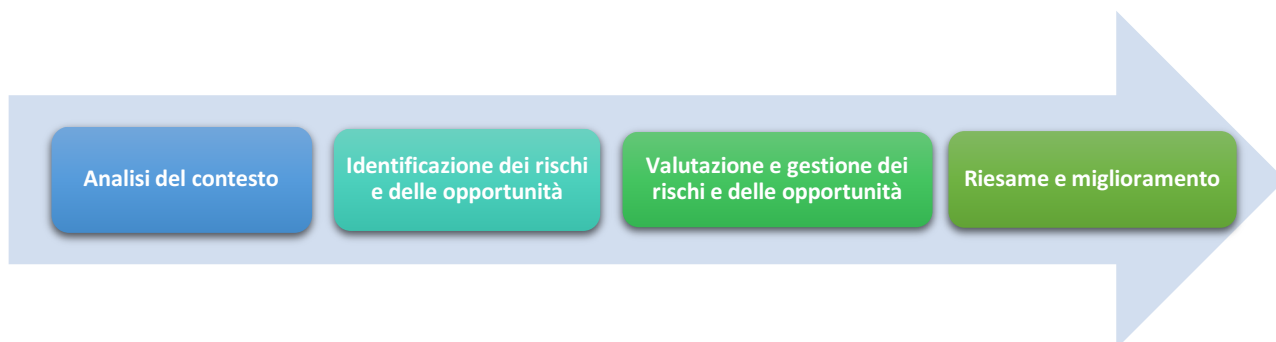 Analisi del contesto
Identificazione dei rischi
e delle opportunità
Valutazione e gestione dei
rischi e delle opportunità
Riesame e miglioramento